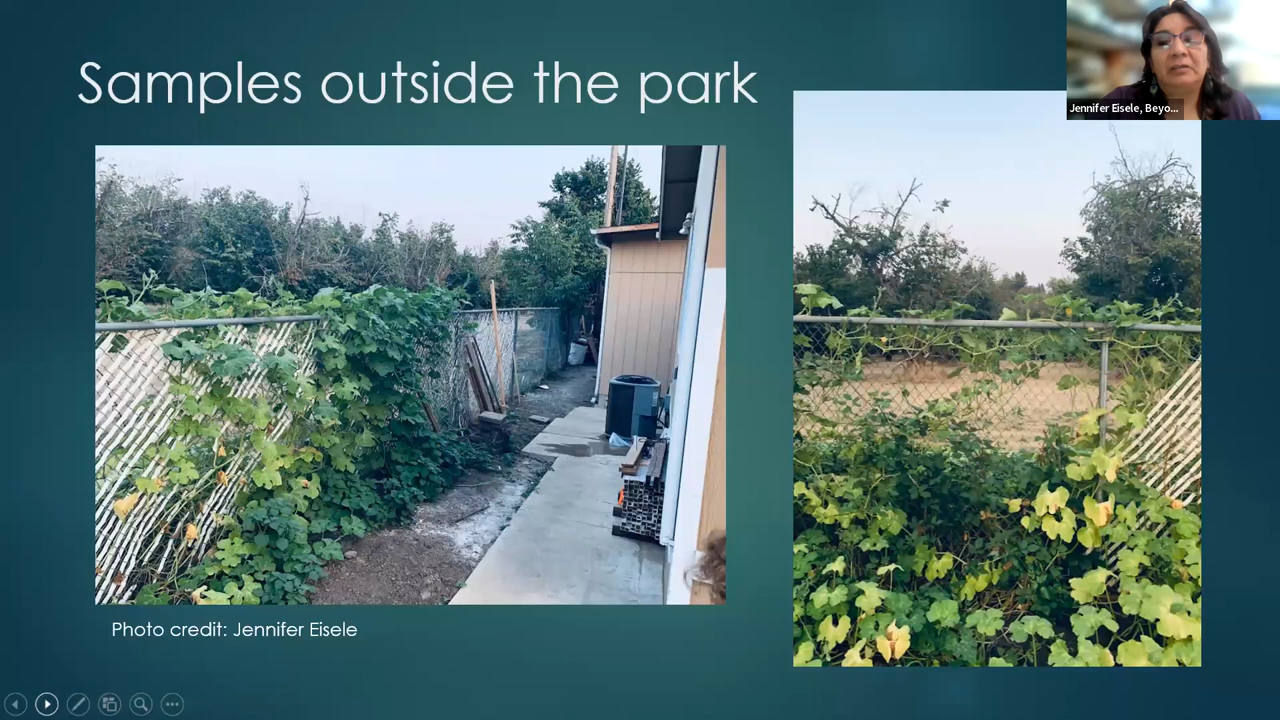 Samples outside the park
Jennifer Eisele, Beyo...
Photo credit: Jennifer Eisele